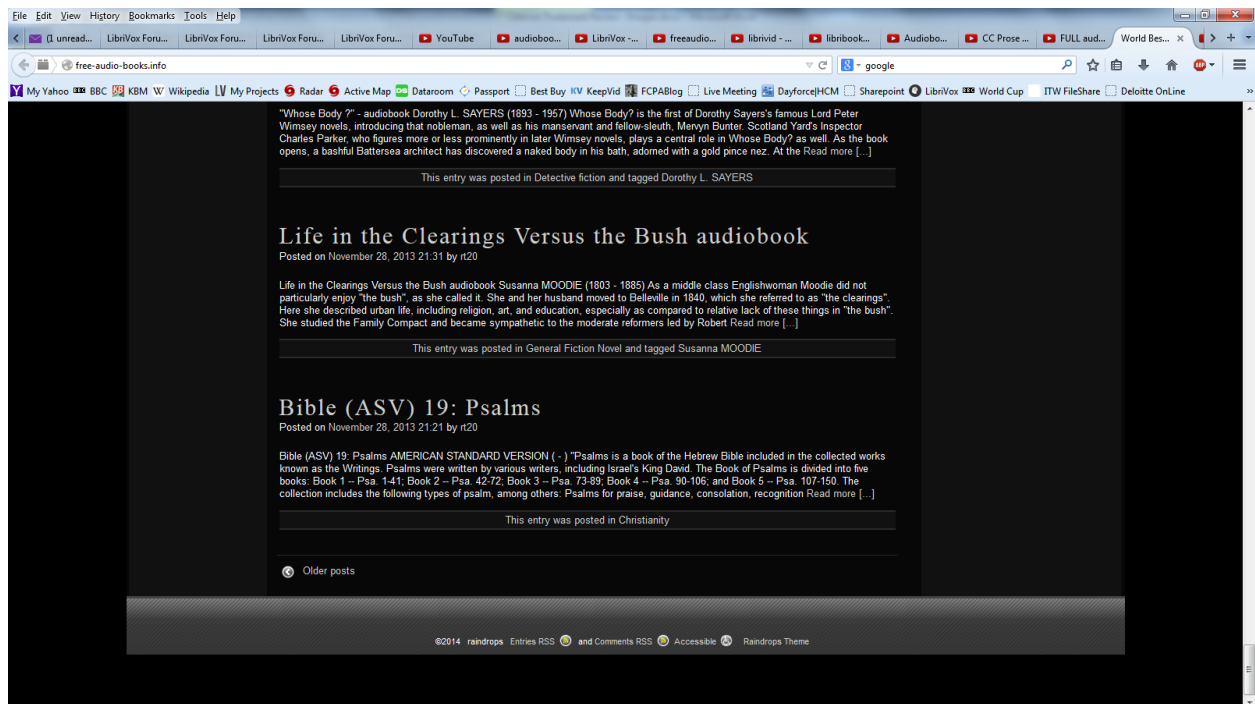 File Edit View History Bookmarks Tools Help
(1 unread... LibriVox Foru... LibriVox Foru... LibriVox Foru... LibriVox Foru... YouTube audioboo... LibriVox -... freeaudio... librivid - ... libribook... Audiobo... CC Prose ... FULL aud... World Bes...
free-audio-books.info google
My Yahoo BBC KBM Wikipedia My Projects Radar Active Map Dataroom Passport Best Buy KeepVid FCPABlog Live Meeting Dayforce|HCM Sharepoint LibriVox World Cup ITW FileShare Deloitte OnLine
"Whose Body ?" - audiobook Dorothy L. SAYERS (1893 - 1957) Whose Body? is the first of Dorothy Sayers's famous Lord Peter
Wimsey novels, introducing that nobleman, as well as his manservant and fellow-sleuth, Mervyn Bunter. Scotland Yard's Inspector
Charles Parker, who figures more or less prominently in later Wimsey novels, plays a central role in Whose Body? as well. As the book
opens, a bashful Battersea architect has discovered a naked body in his bath, adorned with a gold pince nez. At the Read more [...]
This entry was posted in Detective fiction and tagged Dorothy L. SAYERS
Life in the Clearings Versus the Bush audiobook
Posted on November 28, 2013 21:31 by rt20
Life in the Clearings Versus the Bush audiobook Susanna MOODIE (1803 - 1885) As a middle class Englishwoman Moodie did not
particularly enjoy "the bush", as she called it. She and her husband moved to Belleville in 1840, which she referred to as "the clearings".
Here she described urban life, including religion, art, and education, especially as compared to relative lack of these things in "the bush".
She studied the Family Compact and became sympathetic to the moderate reformers led by Robert Read more [...]
This entry was posted in General Fiction Novel and tagged Susanna MOODIE
Bible (ASV) 19: Psalms
Posted on November 28, 2013 21:21 by rt20
Bible (ASV) 19: Psalms AMERICAN STANDARD VERSION ( - ) "Psalms is a book of the Hebrew Bible included in the collected works
known as the Writings. Psalms were written by various writers, including Israel's King David. The Book of Psalms is divided into five
books: Book 1 -- Psa. 1-41; Book 2 -- Psa. 42-72; Book 3 -- Psa. 73-89; Book 4 -- Psa. 90-106; and Book 5 -- Psa. 107-150. The
collection includes the following types of psalm, among others: Psalms for praise, guidance, consolation, recognition Read more [...]
This entry was posted in Christianity
Older posts
©2014 raindrops Entries RSS and Comments RSS Accessible Raindrops Theme